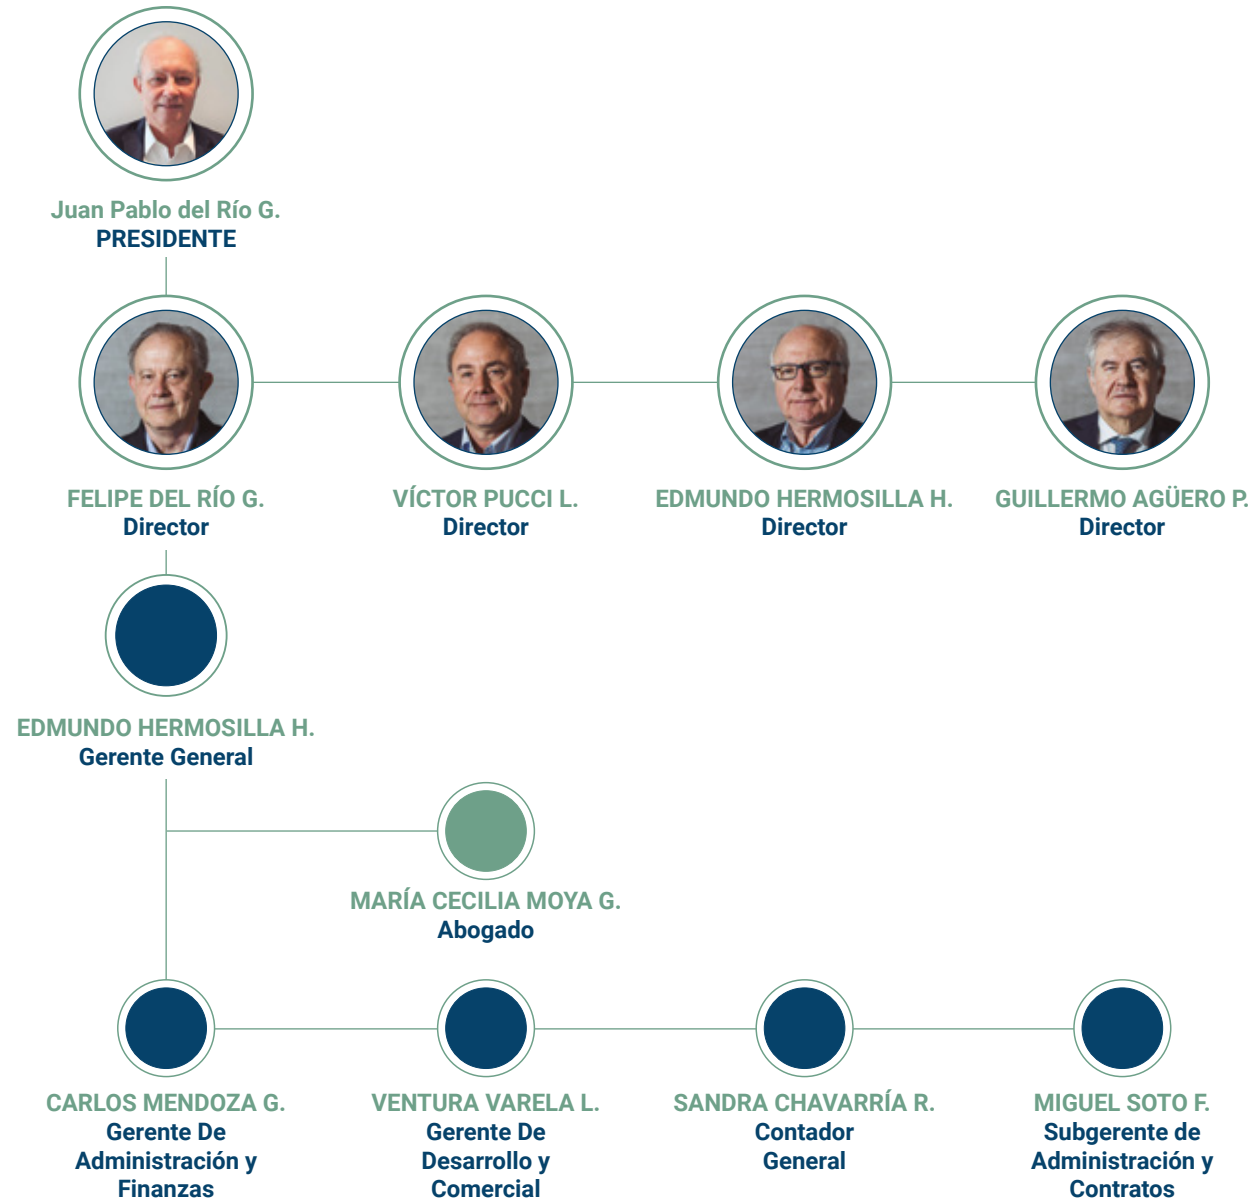 Juan Pablo del Río G.
PRESIDENTE
FELIPE DEL RÍO G.
Director
VÍCTOR PUCCI L.
Director
EDMUNDO HERMOSILLA H.
Director
GUILLERMO AGÜERO P.
Director
EDMUNDO HERMOSILLA H.
Gerente General
MARÍA CECILIA MOYA G.
Abogado
CARLOS MENDOZA G.
Gerente De
Administración y
Finanzas
VENTURA VARELA L.
Gerente De
Desarrollo y
Comercial
SANDRA CHAVARRÍA R.
Contador
General
MIGUEL SOTO F.
Subgerente de
Administración y
Contratos